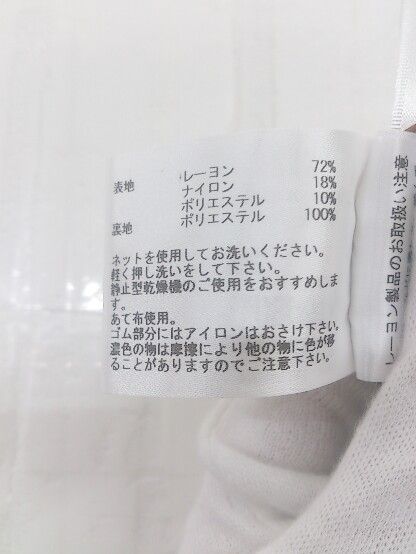 表地 レーヨン 72%
ナイロン 18%
ポリエステル 10%
裏地 ポリエステル 100%
ネットを使用してお洗いください。
軽く押し洗いをして下さい。
静止型乾燥機のご使用をおすすめしま
す。
あて布使用。
ゴム部分にはアイロンはおさけ下さい。
濃色の物は摩擦により他の物に色が移
ることがありますのでご注意下さい。
レーヨン製品のお取扱い注意